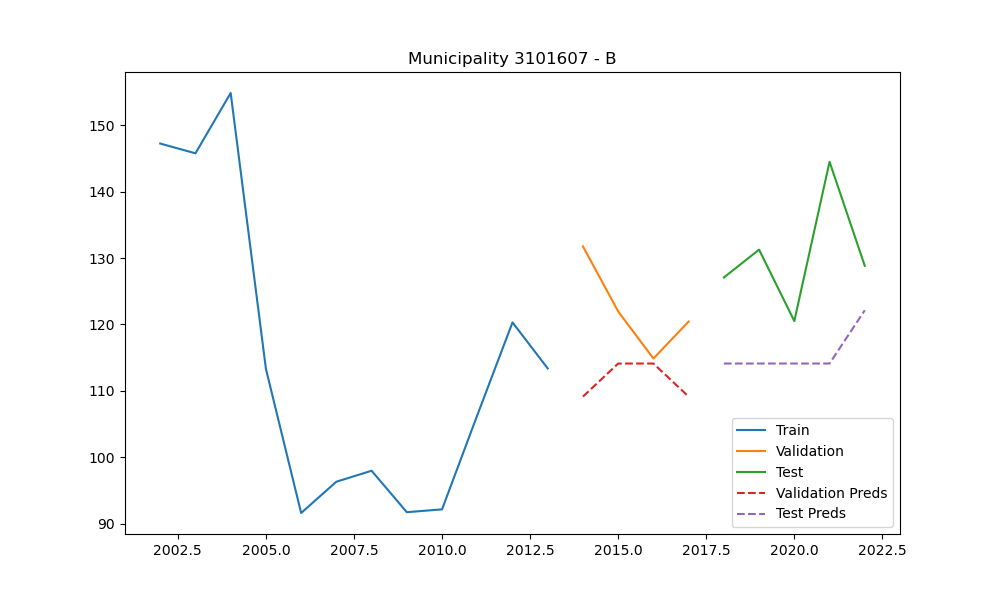 Municipality 3101607 - B
150
140
130
120
110
100
90
2002.5 2005.0 2007.5 2010.0 2012.5 2015.0 2017.5 2020.0 2022.5
Train
Validation
Test
Validation Preds
Test Preds